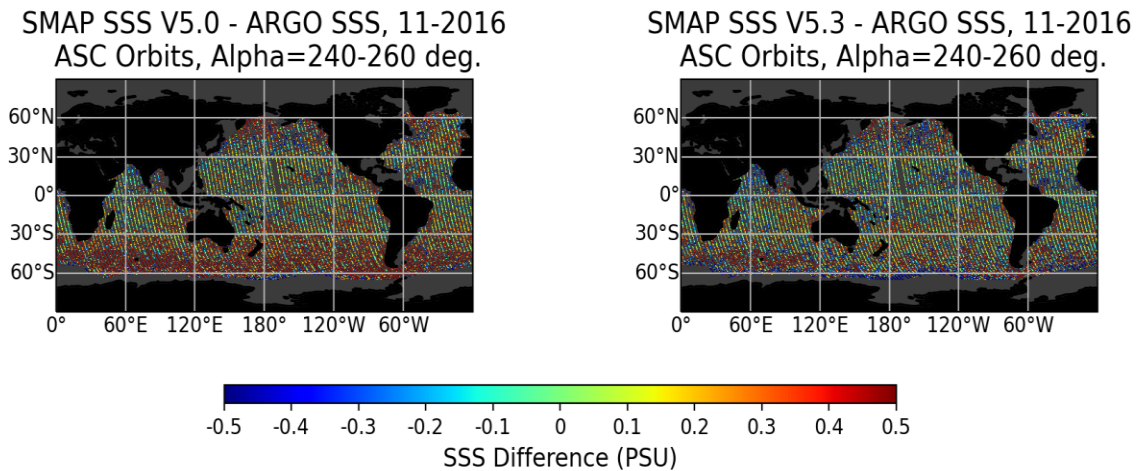 SMAP SSS V5.0 - ARGO SSS, 11-2016
ASC Orbits, Alpha=240-260 deg.
60°N
30°N
0°
30°S
60°S
0° 60°E 120°E 180° 120°W 60°W
SMAP SSS V5.3 - ARGO SSS, 11-2016
ASC Orbits, Alpha=240-260 deg.
60°N
30°N
0°
30°S
60°S
0° 60°E 120°E 180° 120°W 60°W
-0.5 -0.4 -0.3 -0.2 -0.1 0 0.1 0.2 0.3 0.4 0.5
SSS Difference (PSU)